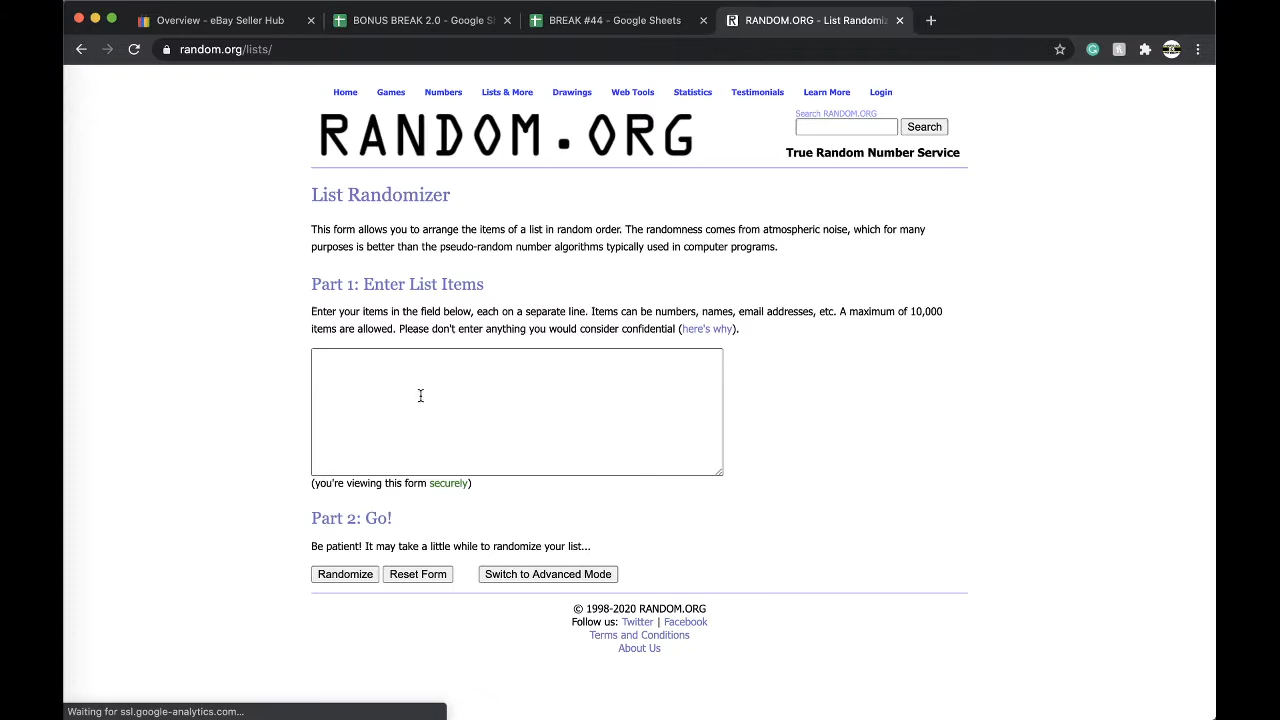 Overview - eBay Seller Hub
BONUS BREAK 2.0 - Google S
BREAK #44 - Google Sheets
RANDOM.ORG - List Randomiz
random.org/lists/
Home Games Numbers Lists & More Drawings Web Tools Statistics Testimonials Learn More Login
RANDOM.ORG
Search RANDOM.ORG
Search
True Random Number Service
List Randomizer
This form allows you to arrange the items of a list in random order. The randomness comes from atmospheric noise, which for many
purposes is better than the pseudo-random number algorithms typically used in computer programs.
Part 1: Enter List Items
Enter your items in the field below, each on a separate line. Items can be numbers, names, email addresses, etc. A maximum of 10,000
items are allowed. Please don't enter anything you would consider confidential (here's why).
(you're viewing this form securely)
Part 2: Go!
Be patient! It may take a little while to randomize your list...
Randomize Reset Form Switch to Advanced Mode
© 1998-2020 RANDOM.ORG
Follow us: Twitter | Facebook
Terms and Conditions
About Us
Waiting for ssl.google-analytics.com...